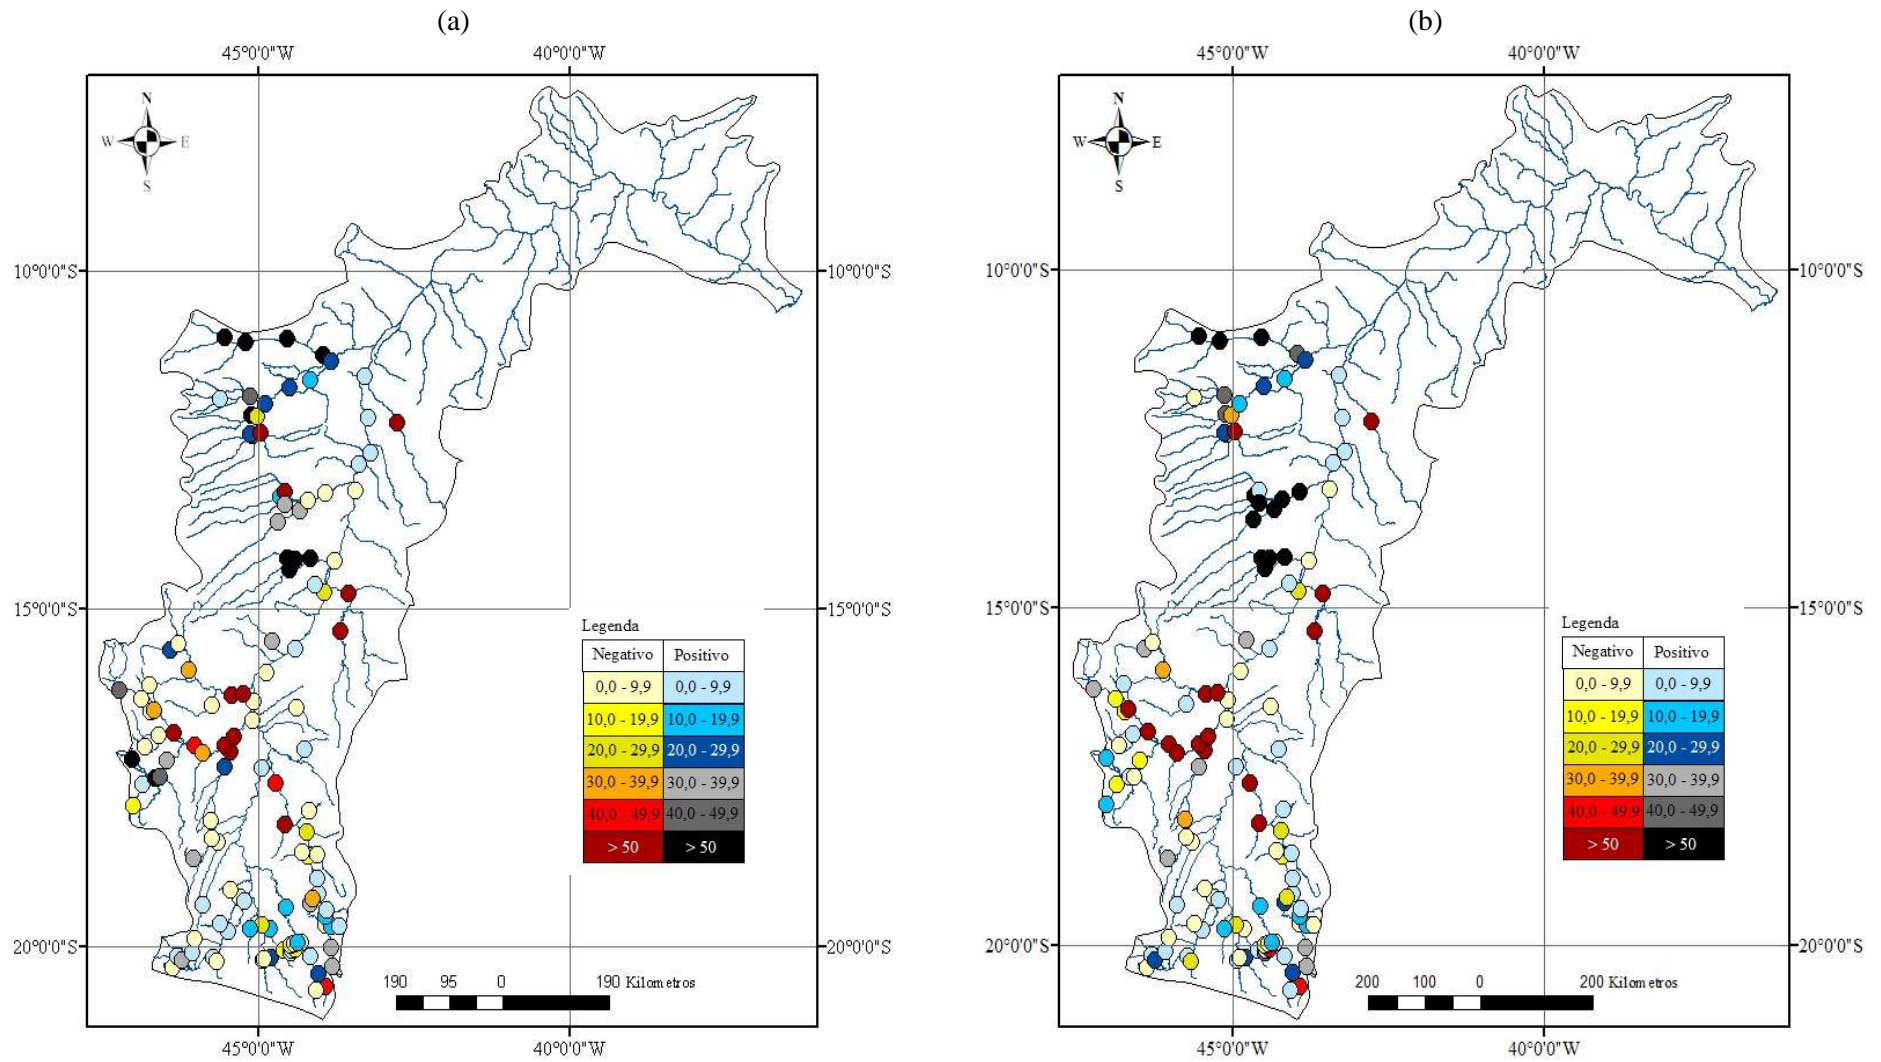 (a)
45°0'0"W 40°0'0"W
N
W E
S
10°0'0"S 10°0'0"S
15°0'0"S 15°0'0"S
Legenda
Negativo Positivo
0,0 - 9,9 0,0 - 9,9
10,0 - 19,9 10,0 - 19,9
20,0 - 29,9 20,0 - 29,9
30,0 - 39,9 30,0 - 39,9
40,0 - 49,9 40,0 - 49,9
> 50 > 50
20°0'0"S 20°0'0"S
190 95 0 190 Kilometros
45°0'0"W 40°0'0"W
(b)
45°0'0"W 40°0'0"W
N
W E
S
10°0'0"S 10°0'0"S
15°0'0"S 15°0'0"S
Legenda
Negativo Positivo
0,0 - 9,9 0,0 - 9,9
10,0 - 19,9 10,0 - 19,9
20,0 - 29,9 20,0 - 29,9
30,0 - 39,9 30,0 - 39,9
40,0 - 49,9 40,0 - 49,9
> 50 > 50
20°0'0"S 20°0'0"S
200 100 0 200 Kilometros
45°0'0"W 40°0'0"W